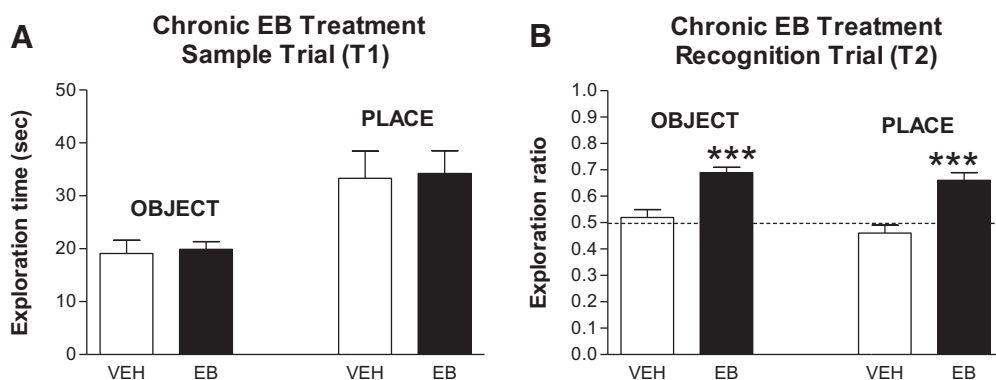 A
Chronic EB Treatment
Sample Trial (T1)
Exploration time (sec)
50
40
30
20
10
0
OBJECT
PLACE
VEH
EB
VEH
EB
B
Chronic EB Treatment
Recognition Trial (T2)
Exploration ratio
1.0
0.9
0.8
0.7
0.6
0.5
0.4
0.3
0.2
0.1
0.0
OBJECT
PLACE
***
***
VEH
EB
VEH
EB